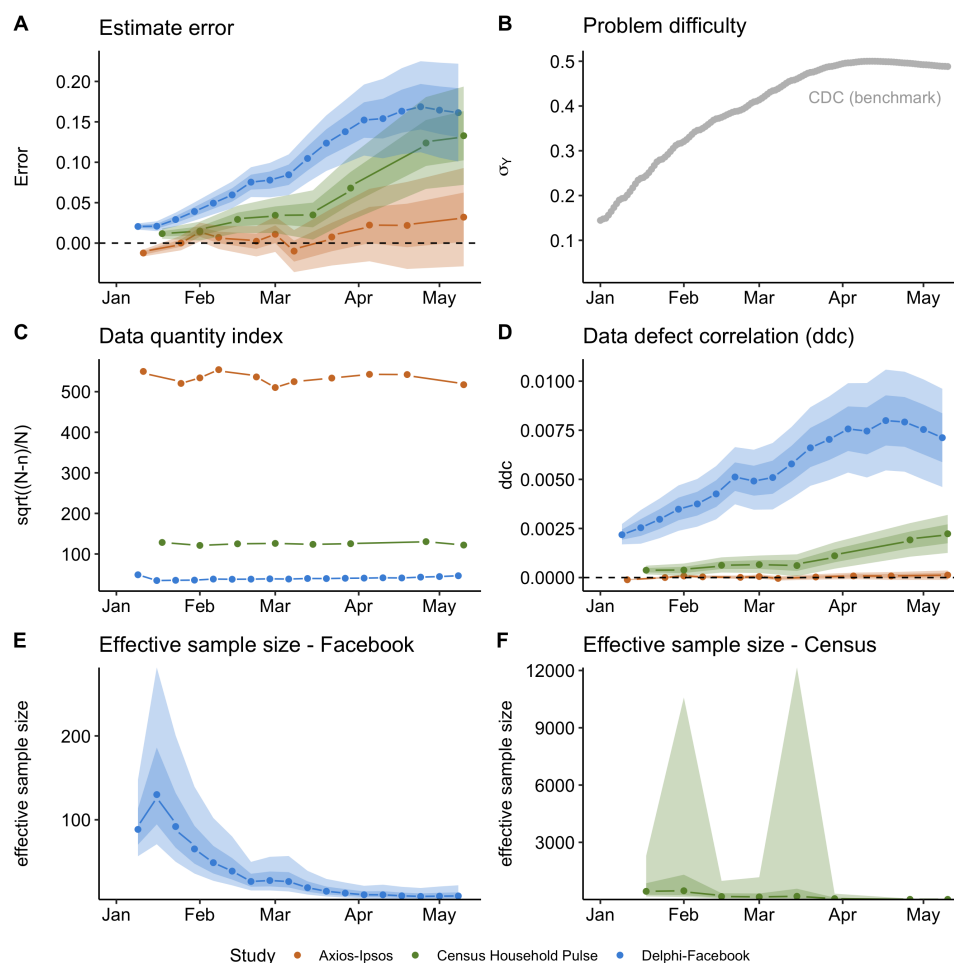 A Estimate error
Error
0.20
0.15
0.10
0.05
0.00
Jan Feb Mar Apr May
B Problem difficulty
σY
0.5
0.4
0.3
0.2
0.1
CDC (benchmark)
Jan Feb Mar Apr May
C Data quantity index
sqrt((N-n)/N)
500
400
300
200
100
Jan Feb Mar Apr May
D Data defect correlation (ddc)
ddc
0.0100
0.0075
0.0050
0.0025
0.0000
Jan Feb Mar Apr May
E Effective sample size - Facebook
effective sample size
200
100
Jan Feb Mar Apr May
F Effective sample size - Census
effective sample size
12000
9000
6000
3000
Jan Feb Mar Apr May
Study Axios-Ipsos Census Household Pulse Delphi-Facebook